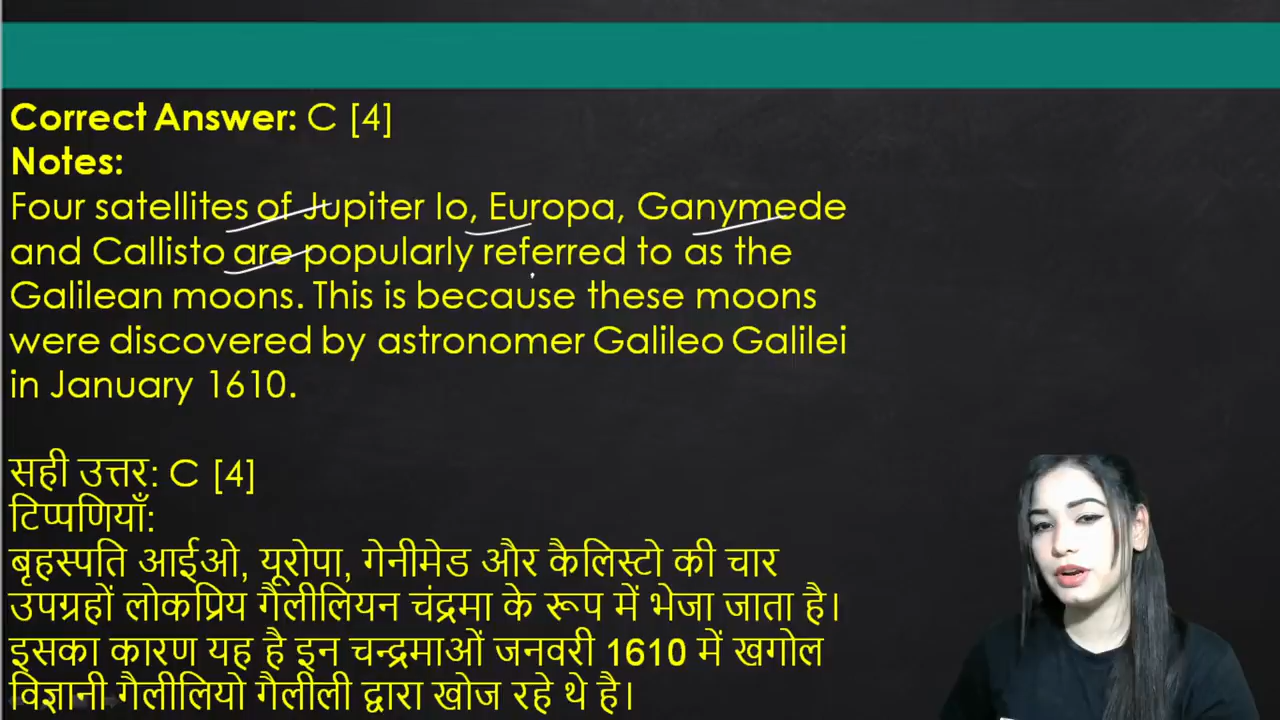 Correct Answer: C [4]
Notes:
Four satellites of Jupiter Io, Europa, Ganymede
and Callisto are popularly referred to as the
Galilean moons. This is because these moons
were discovered by astronomer Galileo Galilei
in January 1610.
सही उत्तर: C [4]
टिप्पणियाँ:
बृहस्पति आईओ, यूरोपा, गेनीमेड और कैलिस्टो की चार
उपग्रहों लोकप्रिय गैलीलियन चंद्रमा के रूप में भेजा जाता है।
इसका कारण यह है इन चन्द्रमाओं जनवरी 1610 में खगोल
विज्ञानी गैलीलियो गैलीली द्वारा खोज रहे थे है।